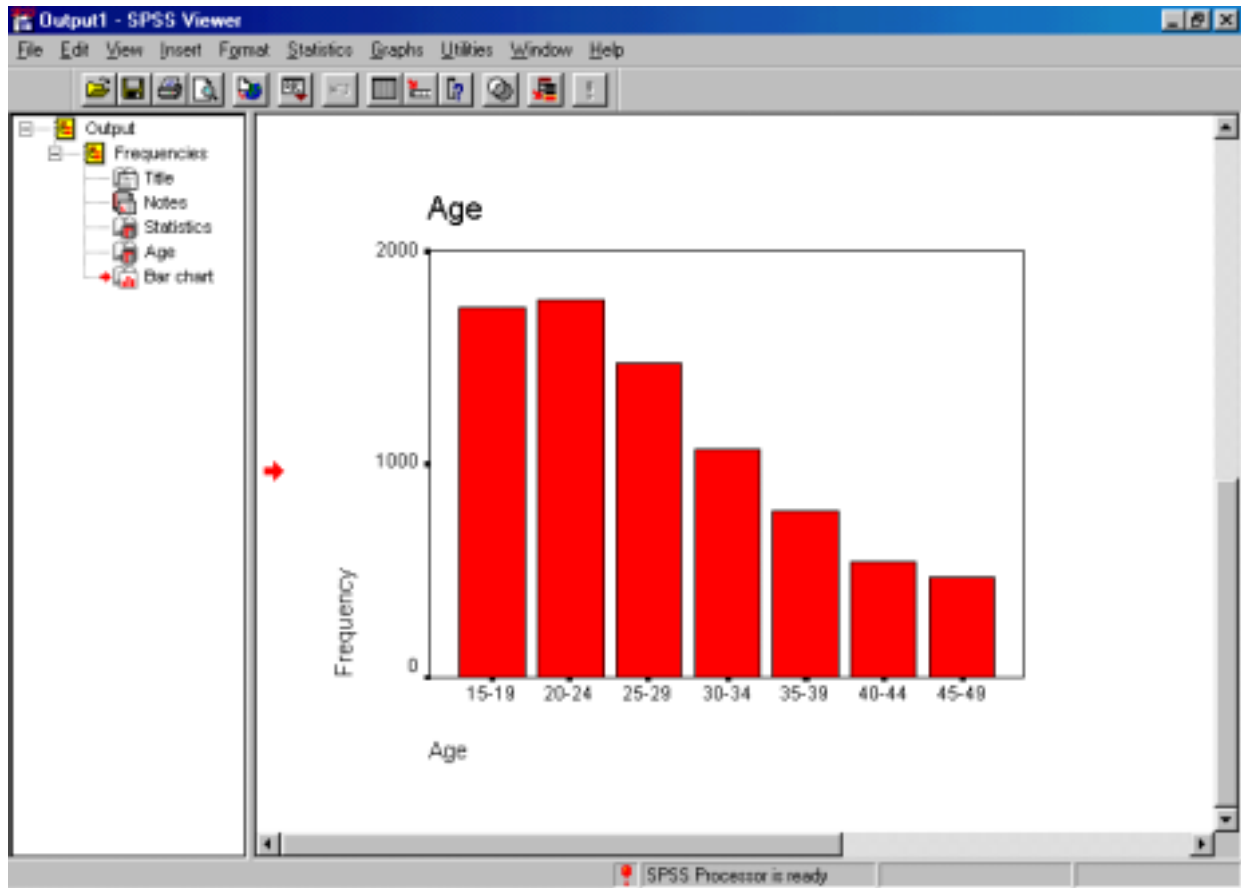 Output1 - SPSS Viewer
File Edit View Insert Format Statistics Graphs Utilities Window Help
Output
Frequencies
Title
Notes
Statistics
Age
Bar chart
Age
2000
1000
0
Frequency
15-19 20-24 25-29 30-34 35-39 40-44 45-49
Age
SPSS Processor is ready